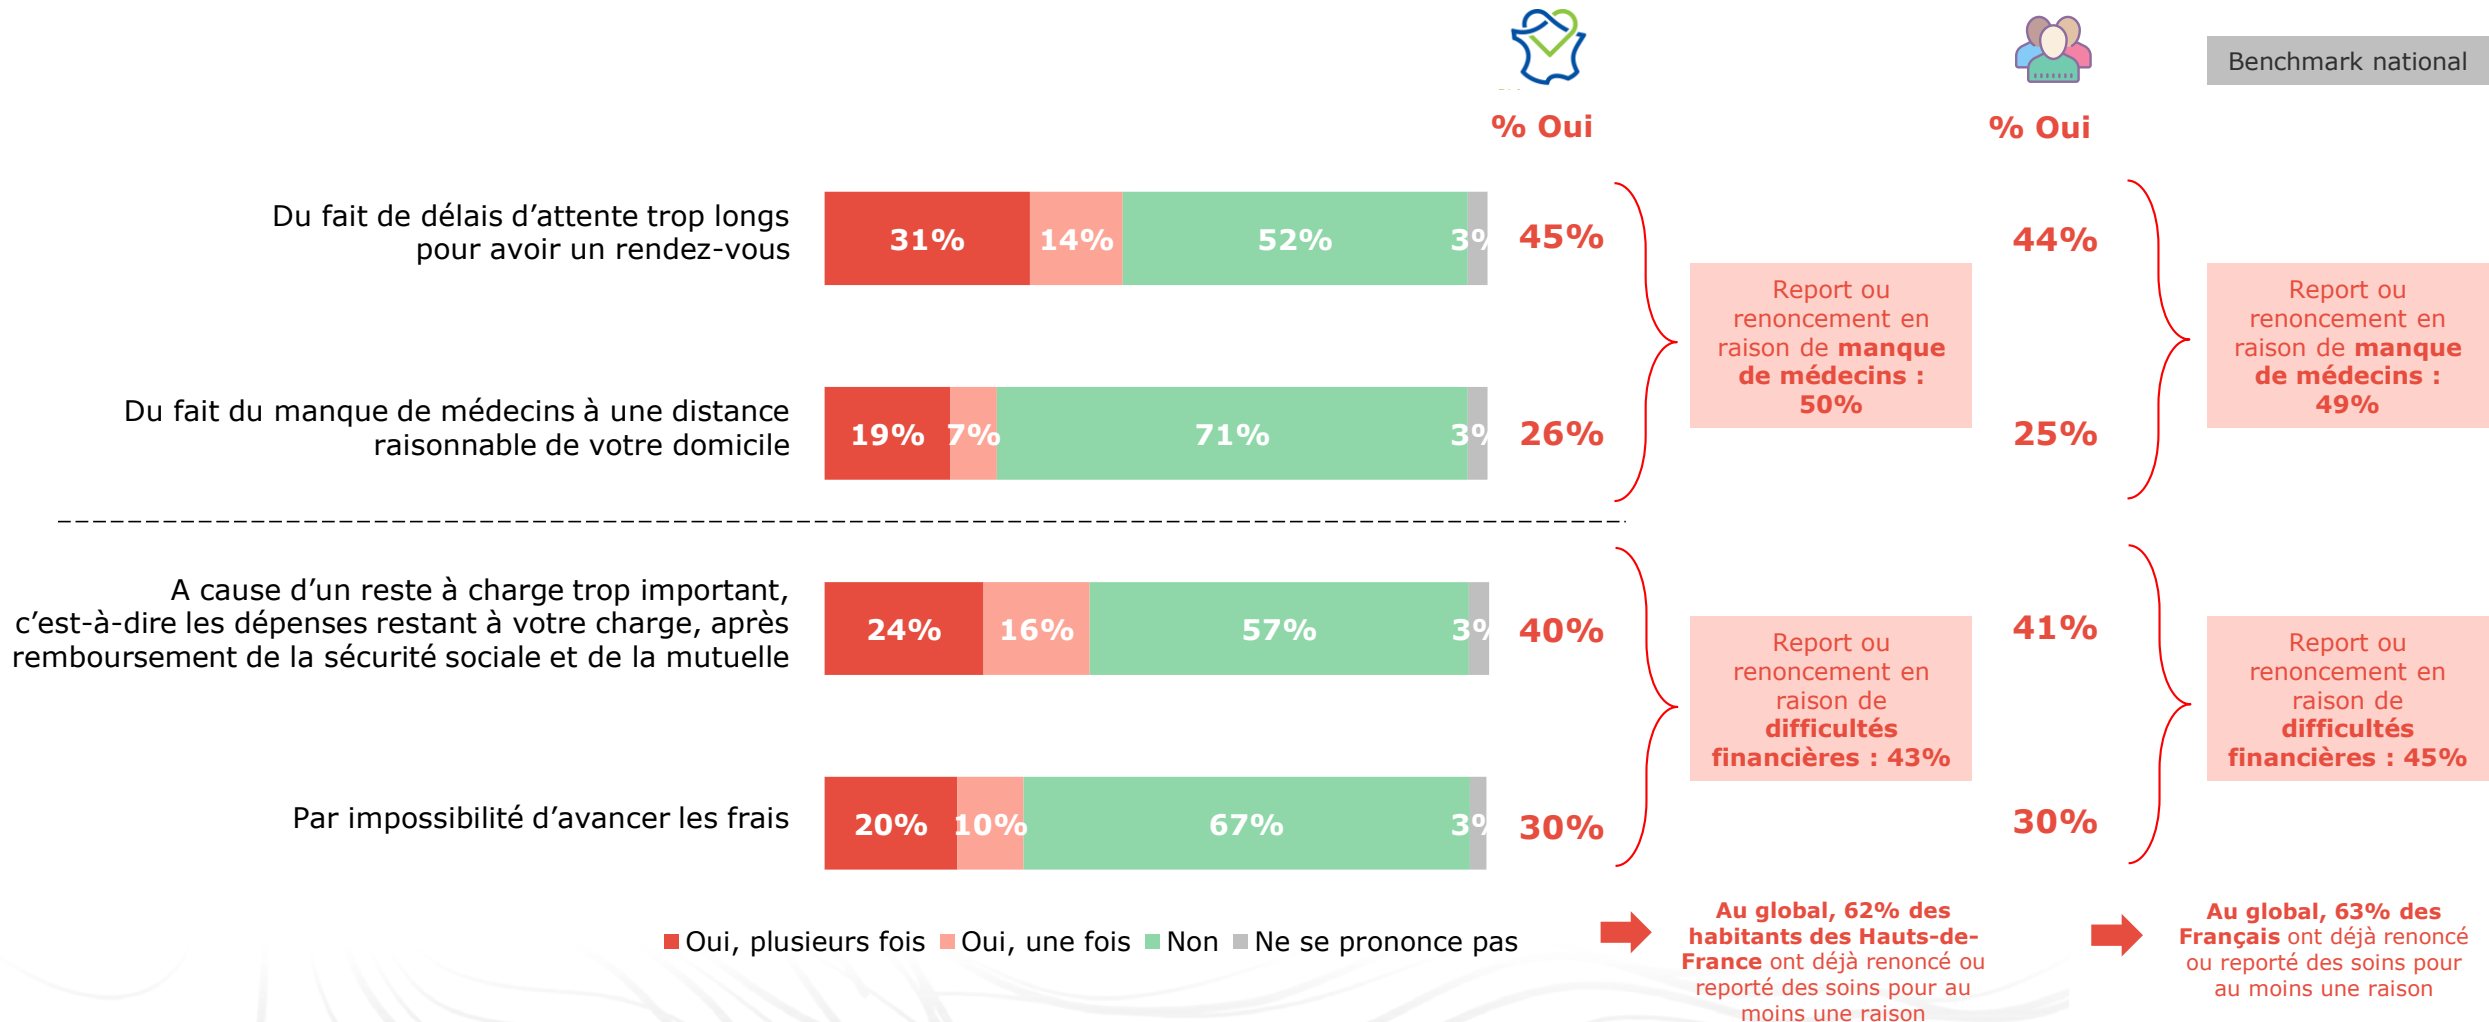 Benchmark national
% Oui
% Oui
Du fait de délais d'attente trop longs
pour avoir un rendez-vous
31%
14%
52%
3%
45%
44%
Report ou
renoncement en
raison de manque
de médecins :
50%
Report ou
renoncement en
raison de manque
de médecins :
49%
Du fait du manque de médecins à une distance
raisonnable de votre domicile
19%
7%
71%
3%
26%
25%
A cause d'un reste à charge trop important,
c'est-à-dire les dépenses restant à votre charge, après
remboursement de la sécurité sociale et de la mutuelle
24%
16%
57%
3%
40%
41%
Report ou
renoncement en
raison de
difficultés
financières : 43%
Report ou
renoncement en
raison de
difficultés
financières : 45%
Par impossibilité d'avancer les frais
20%
10%
67%
3%
30%
30%
Oui, plusieurs fois
Oui, une fois
Non
Ne se prononce pas
Au global, 62% des
habitants des Hauts-de-
France ont déjà renoncé ou
reporté des soins pour au
moins une raison
Au global, 63% des
Français ont déjà renoncé
ou reporté des soins pour
au moins une raison